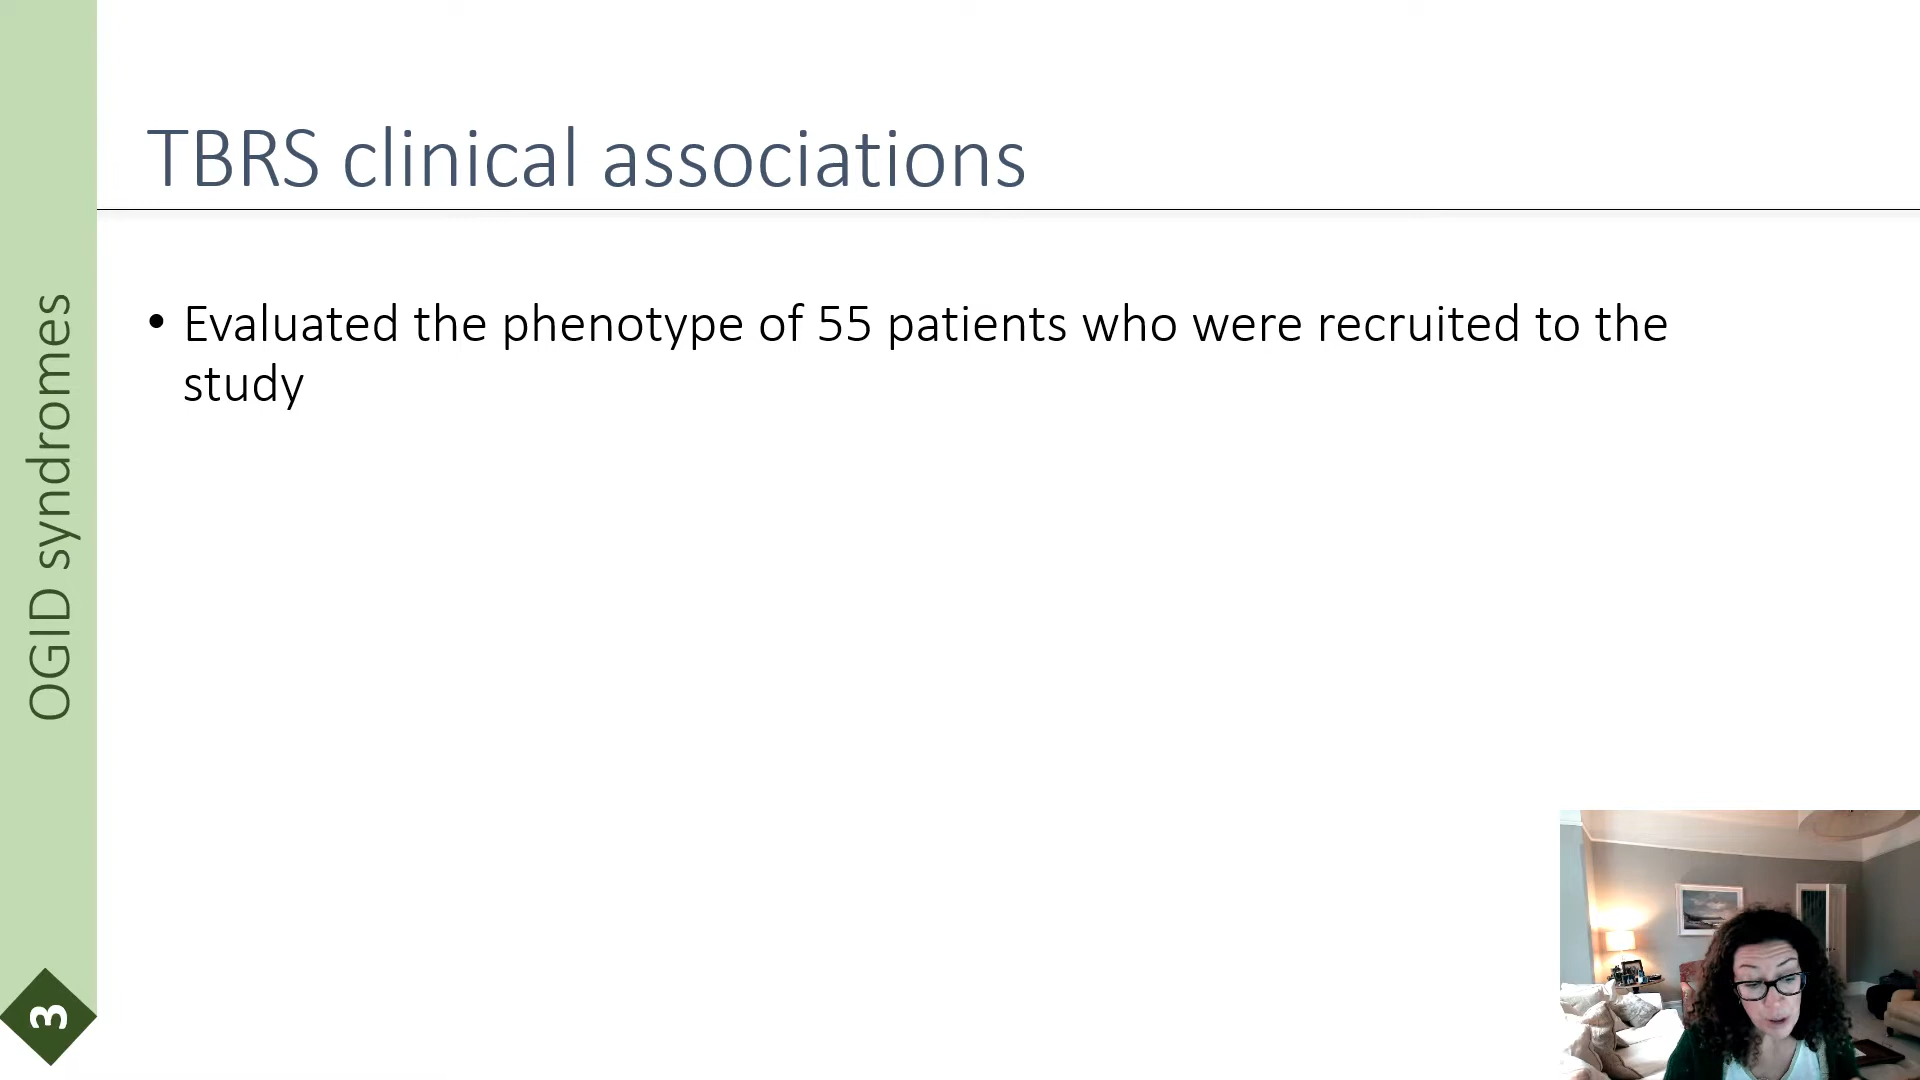 TBRS clinical associations
• Evaluated the phenotype of 55 patients who were recruited to the
study
OGID syndromes
3